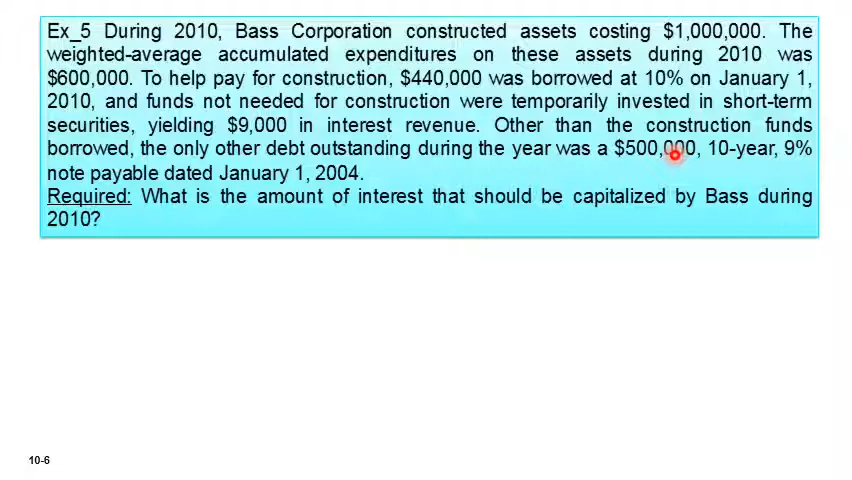 Ex_5 During 2010, Bass Corporation constructed assets costing $1,000,000. The
weighted-average accumulated expenditures on these assets during 2010 was
$600,000. To help pay for construction, $440,000 was borrowed at 10% on January 1,
2010, and funds not needed for construction were temporarily invested in short-term
securities, yielding $9,000 in interest revenue. Other than the construction funds
borrowed, the only other debt outstanding during the year was a $500,000, 10-year, 9%
note payable dated January 1, 2004.
Required: What is the amount of interest that should be capitalized by Bass during
2010?
10-6